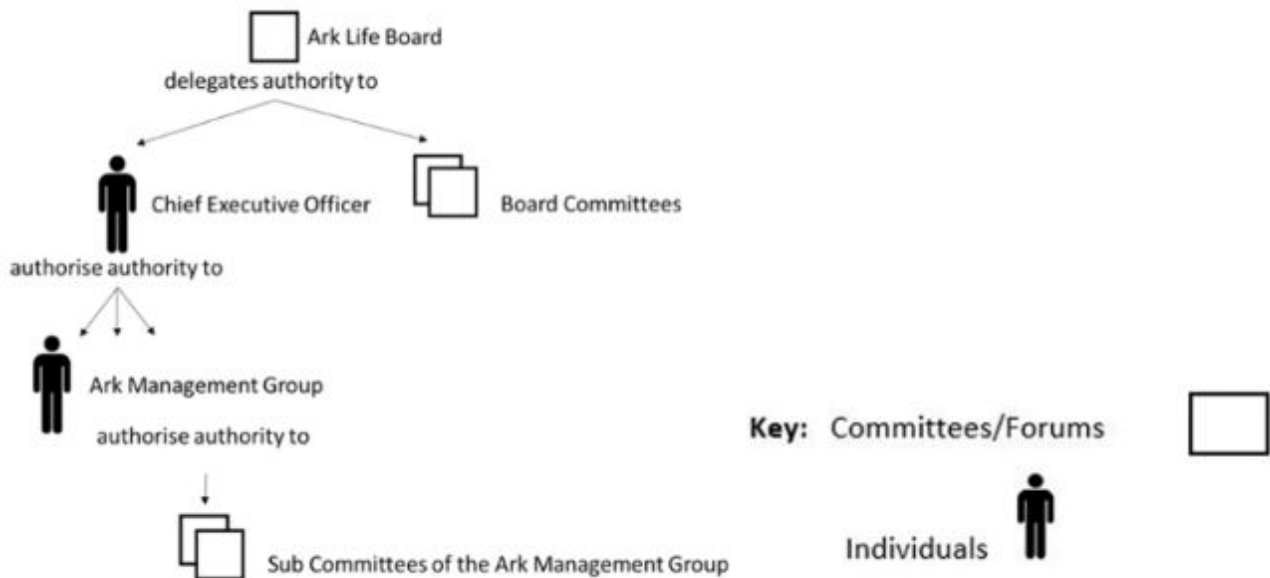 Ark Life Board
delegates authority to
Chief Executive Officer
Board Committees
authorise authority to
Ark Management Group
authorise authority to
Sub Committees of the Ark Management Group
Key: Committees/Forums
Individuals